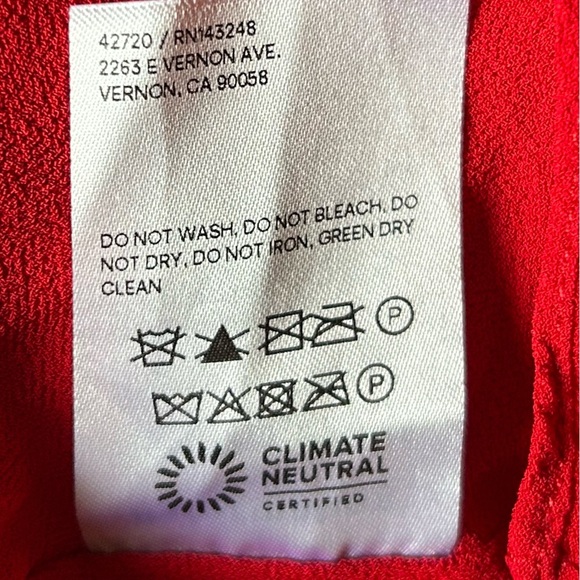 42720 / RN143248
2263 E VERNON AVE.
VERNON, CA 90058
DO NOT WASH, DO NOT BLEACH, DO
NOT DRY, DO NOT IRON, GREEN DRY
CLEAN
P
P
CLIMATE
NEUTRAL
CERTIFIED